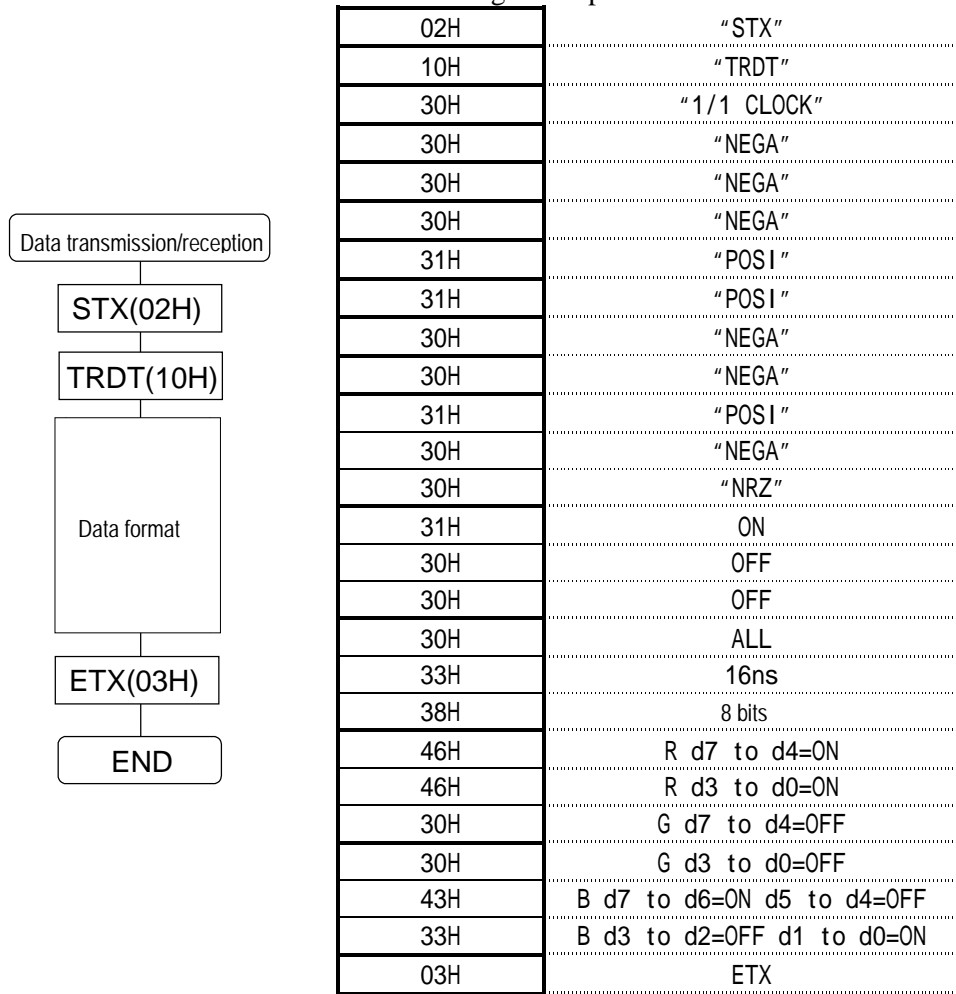 Data transmission/reception
STX(02H)
TRDT(10H)
Data format
ETX(03H)
END
02H “STX”
10H “TRDT”
30H “1/1 CLOCK”
30H “NEGA”
30H “NEGA”
30H “NEGA”
31H “POSI”
31H “POSI”
30H “NEGA”
30H “NEGA”
31H “POSI”
30H “NEGA”
30H “NRZ”
31H ON
30H OFF
30H OFF
30H ALL
33H 16ns
38H 8 bits
46H R d7 to d4=ON
46H R d3 to d0=ON
30H G d7 to d4=OFF
30H G d3 to d0=OFF
43H B d7 to d6=ON d5 to d4=OFF
33H B d3 to d2=OFF d1 to d0=ON
03H ETX